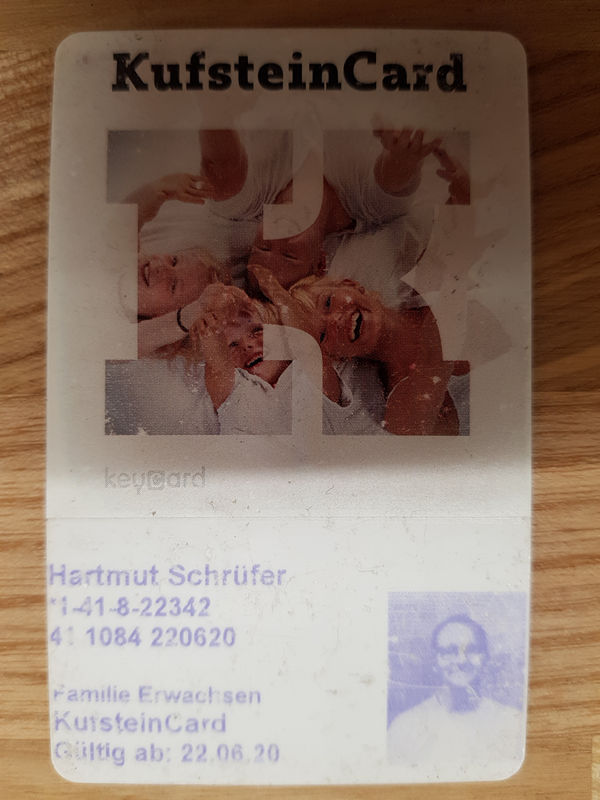 KufsteinCard
keycard
Hartmut Schrüfer
*1-41-8-22342
41 1084 220620
Familie Erwachsen
KufsteinCard
Gültig ab: 22.06.20